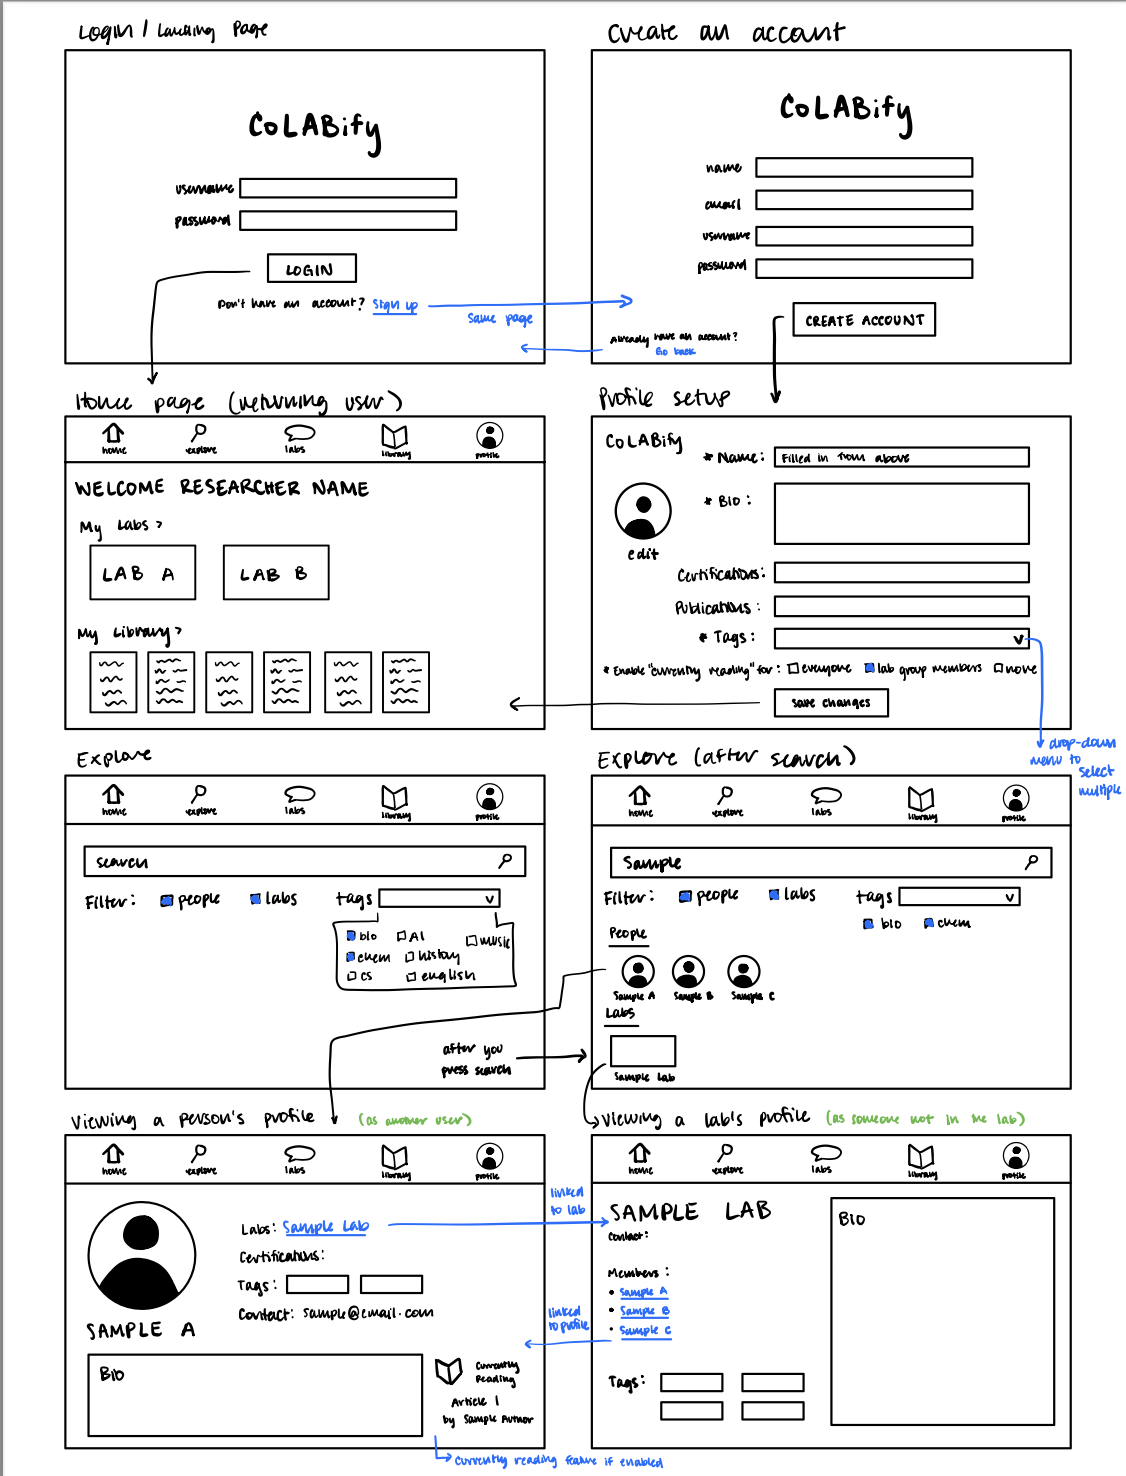 Login / Landing Page
CoLABify
username
password
LOGIN
Don't have an account? Sign up
Same page
Create an account
CoLABify
name
email
username
password
CREATE ACCOUNT
Already have an account?
Go back
Home page (returning user)
home explore labs library profile
WELCOME RESEARCHER NAME
My Labs >
LAB A LAB B
My Library >
Profile setup
CoLABify
* Name: Filled in from above
* Bio:
edit
Certifications:
Publications:
* Tags: v
* Enable "currently reading" for: everyone lab group members none
save changes
drop-down
menu to
select
multiple
Explore
home explore labs library profile
search
Filter: people labs tags v
bio AI music
chem history
cs english
after you
press search
Explore (after search)
home explore labs library profile
Sample
Filter: people labs tags v
bio chem
People
Sample A Sample B Sample C
Labs
Sample Lab
Viewing a person's profile (as another user)
home explore labs library profile
Labs: Sample Lab
Certifications:
Tags:
Contact: sample@email.com
SAMPLE A
BIO
Currently
Reading
Article 1
by Sample Author
currently reading feature if enabled
linked
to lab
linked
to profile
Viewing a lab's profile (as someone not in the lab)
home explore labs library profile
SAMPLE LAB
Contact:
Members:
• Sample A
• Sample B
• Sample C
Tags:
BIO